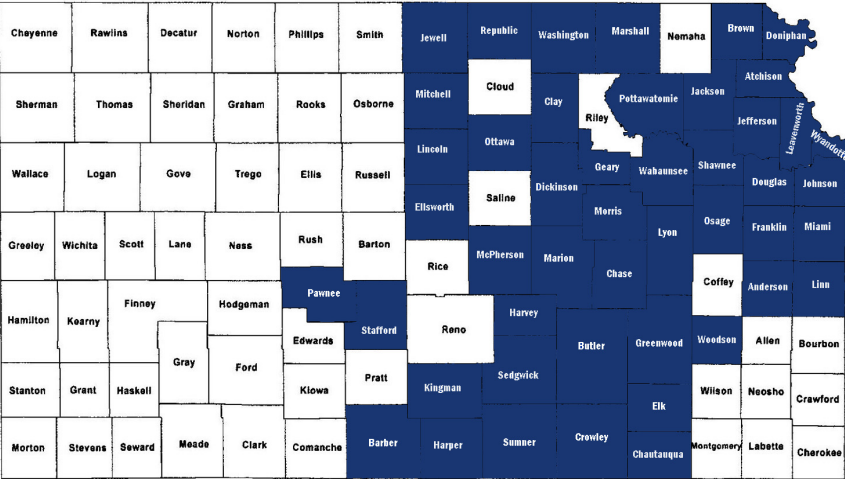 Cheyenne Rawlins Decatur Norton Phillips Smith Jewell Republic Washington Marshall Nemaha Brown Doniphan
Sherman Thomas Sheridan Graham Rooks Osborne Mitchell Cloud Clay Riley Pottawatomie Jackson Atchison
Jefferson Leavenworth Wyandotte
Wallace Logan Gove Trego Ellis Russell Lincoln Ottawa Dickinson Geary Wabaunsee Shawnee Douglas Johnson
Ellsworth Saline Morris
Greeley Wichita Scott Lane Ness Rush Barton Rice McPherson Marion Chase Lyon Osage Franklin Miami
Hamilton Kearny Finney Hodgeman Pawnee Stafford Reno Harvey Coffey Anderson Linn
Gray Ford Edwards Pratt Kingman Sedgwick Butler Greenwood Woodson Allen Bourbon
Stanton Grant Haskell Kiowa Elk Wilson Neosho Crawford
Morton Stevens Seward Meade Clark Comanche Barber Harper Sumner Crowley Chautauqua Montgomery Labette Cherokee